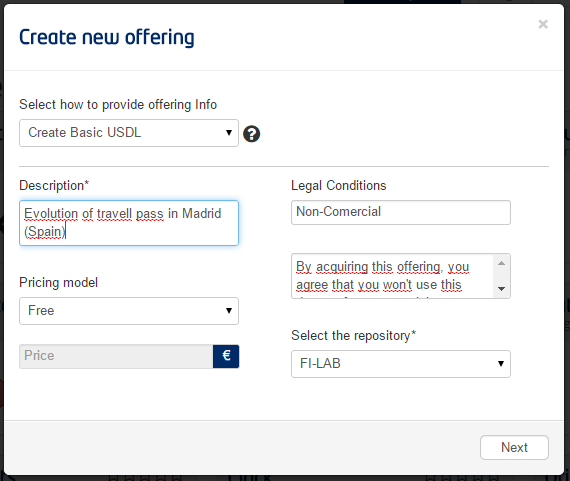 Create new offering
×
Select how to provide offering Info
Create Basic USDL
?
Description*
Evolution of travell pass in Madrid
(Spain)
Pricing model
Free
Price
€
Legal Conditions
Non-Comercial
By acquiring this offering, you
agree that you won't use this
Select the repository*
FI-LAB
Next